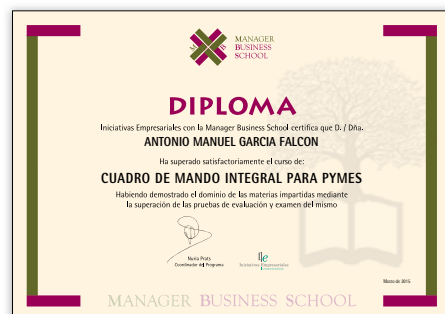 MANAGER
BUSINESS
SCHOOL
M B
S
DIPLOMA
Iniciativas Empresariales con la Manager Business School certifica que D. / Dña.
ANTONIO MANUEL GARCIA FALCON
Ha superado satisfactoriamente el curso de:
CUADRO DE MANDO INTEGRAL PARA PYMES
Habiendo demostrado el dominio de las materias impartidas mediante
la superación de las pruebas de evaluación y examen del mismo
Nuria Prats
Coordinador del Programa
Iniciativas Empresariales
Marzo de 2015
MANAGER BUSINESS SCHOOL